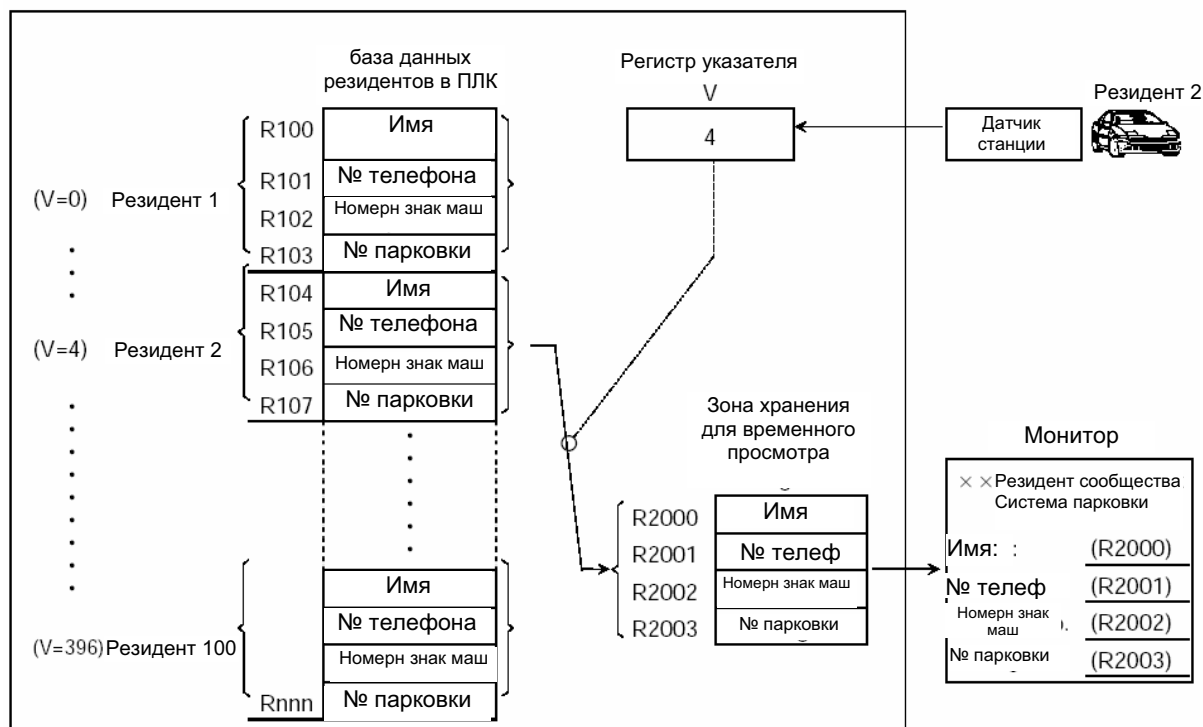 база данных
резидентов в ПЛК
Регистр указателя
V
4
Датчик
станции
Резидент 2
(V=0)
Резидент 1
R100
Имя
R101
№ телефона
R102
Номерн знак маш
R103
№ парковки
(V=4)
Резидент 2
R104
Имя
R105
№ телефона
R106
Номерн знак маш
R107
№ парковки
(V=396)
Резидент 100
Имя
№ телефона
Номерн знак маш
Rnnn
№ парковки
Зона хранения
для временного
просмотра
R2000
Имя
R2001
№ телеф
R2002
Номерн знак маш
R2003
№ парковки
Монитор
× × Резидент сообщества
Система парковки
Имя: : (R2000)
№ телеф (R2001)
Номерн знак
маш . (R2002)
№ парковки (R2003)